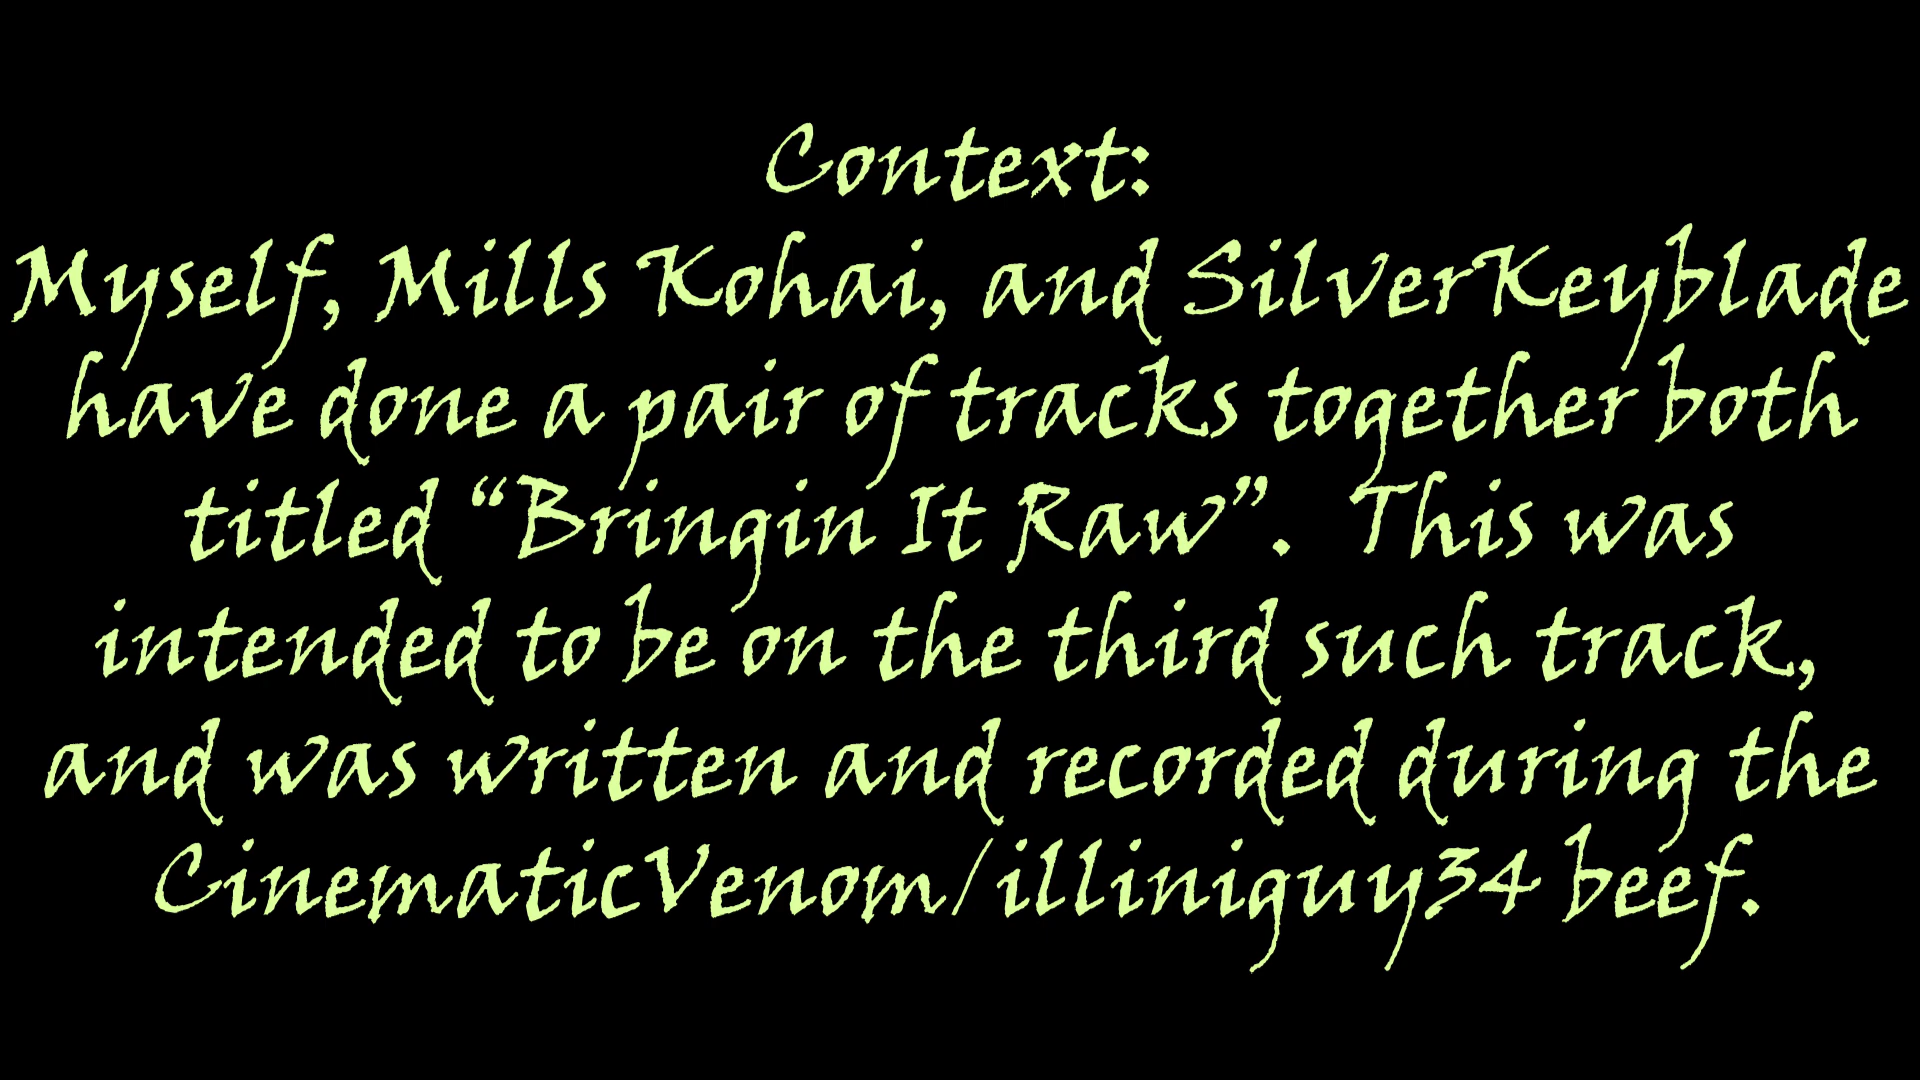 Context:
Myself, Mills Kohai, and SilverKeyblade
have done a pair of tracks together both
titled “Bringin It Raw”. This was
intended to be on the third such track,
and was written and recorded during the
CinematicVenom/illiniguy34 beef.